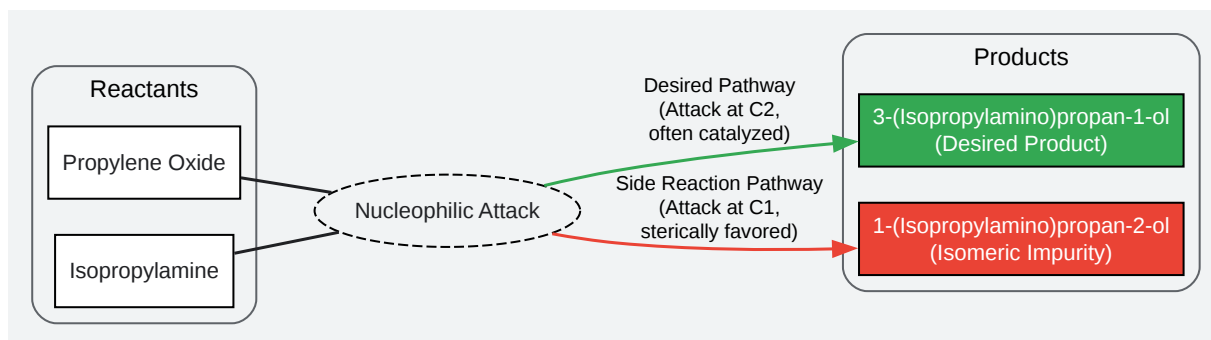 Reactants
Propylene Oxide
Isopropylamine
Nucleophilic Attack
Desired Pathway
(Attack at C2,
often catalyzed)
Side Reaction Pathway
(Attack at C1,
sterically favored)
Products
3-(Isopropylamino)propan-1-ol
(Desired Product)
1-(Isopropylamino)propan-2-ol
(Isomeric Impurity)